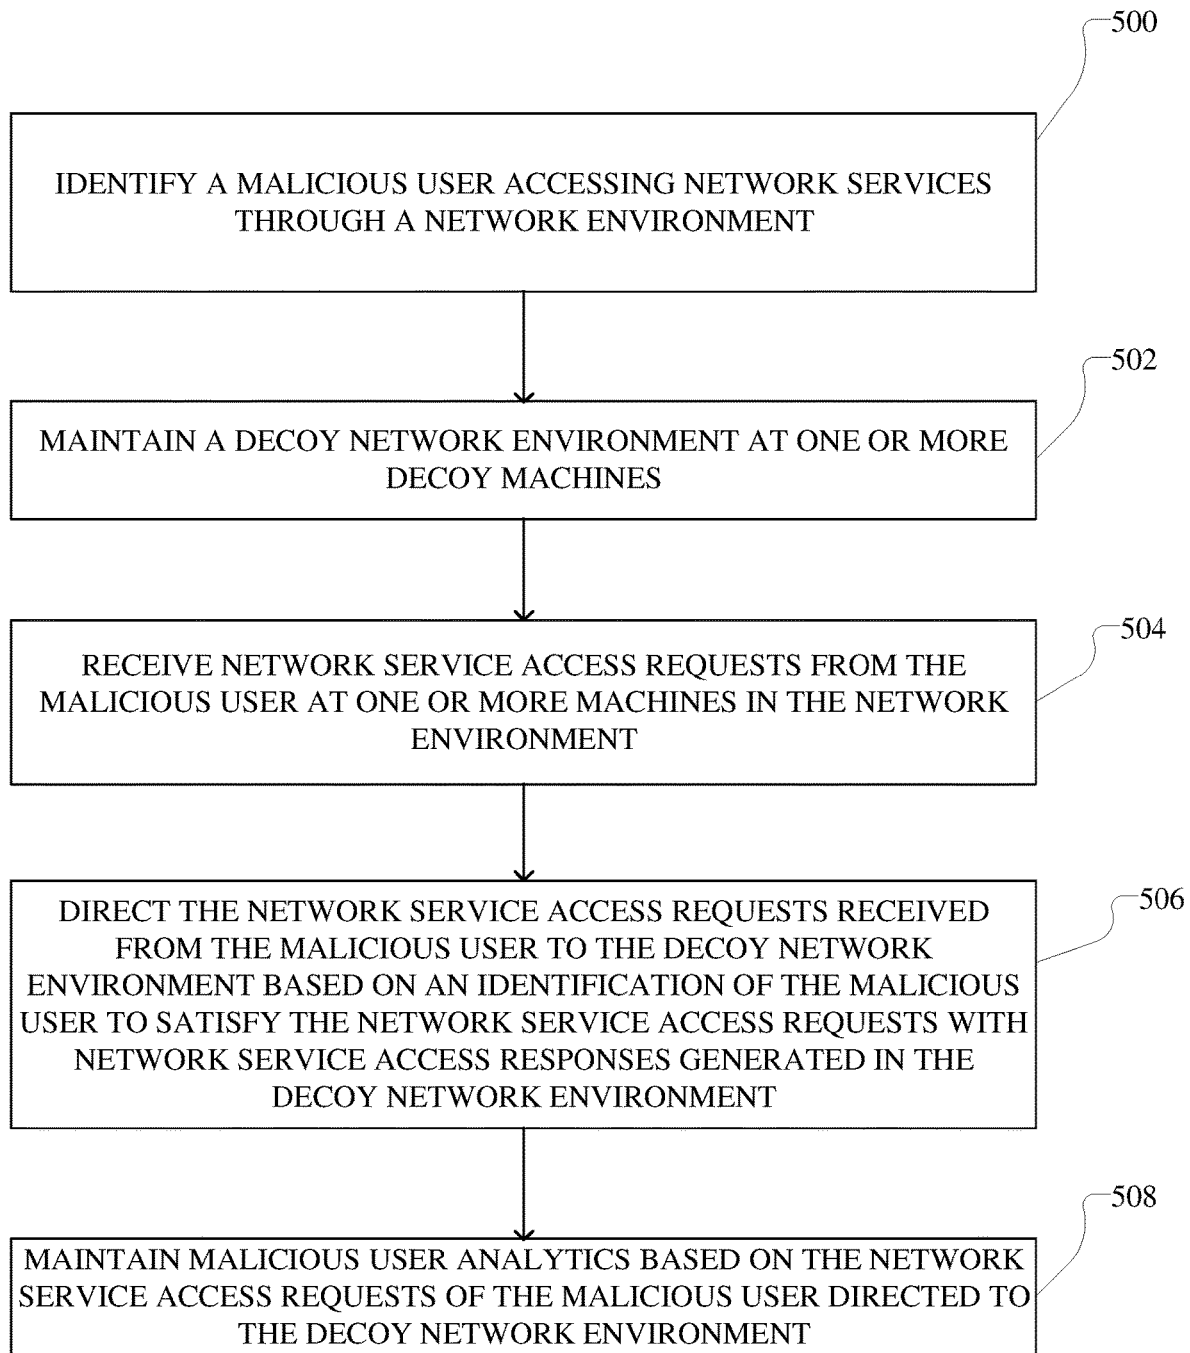 500
IDENTIFY A MALICIOUS USER ACCESSING NETWORK SERVICES
THROUGH A NETWORK ENVIRONMENT
502
MAINTAIN A DECOY NETWORK ENVIRONMENT AT ONE OR MORE
DECOY MACHINES
504
RECEIVE NETWORK SERVICE ACCESS REQUESTS FROM THE
MALICIOUS USER AT ONE OR MORE MACHINES IN THE NETWORK
ENVIRONMENT
506
DIRECT THE NETWORK SERVICE ACCESS REQUESTS RECEIVED
FROM THE MALICIOUS USER TO THE DECOY NETWORK
ENVIRONMENT BASED ON AN IDENTIFICATION OF THE MALICIOUS
USER TO SATISFY THE NETWORK SERVICE ACCESS REQUESTS WITH
NETWORK SERVICE ACCESS RESPONSES GENERATED IN THE
DECOY NETWORK ENVIRONMENT
508
MAINTAIN MALICIOUS USER ANALYTICS BASED ON THE NETWORK
SERVICE ACCESS REQUESTS OF THE MALICIOUS USER DIRECTED TO
THE DECOY NETWORK ENVIRONMENT